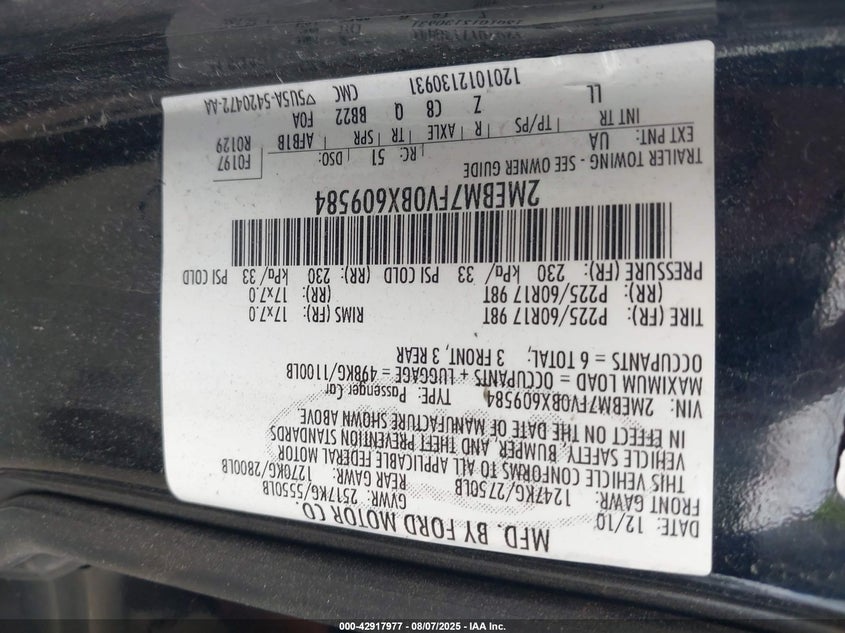 MFD. BY FORD MOTOR CO.
DATE: 12/10 GVWR: 2517KG/5550LB
FRONT GAWR: REAR GAWR:
1247KG/2750LB 1270KG/2800LB
THIS VEHICLE CONFORMS TO ALL APPLICABLE FEDERAL MOTOR
VEHICLE SAFETY, BUMPER, AND THEFT PREVENTION STANDARDS
IN EFFECT ON THE DATE OF MANUFACTURE SHOWN ABOVE.
VIN: 2MEBM7FV0BX609584 TYPE: Passenger Car
MAXIMUM LOAD = OCCUPANTS + LUGGAGE = 498KG/1100LB
OCCUPANTS = 6 TOTAL: 3 FRONT, 3 REAR
TIRE (FR): P225/60R17 98T RIMS (FR): 17x7.0
(RR): P225/60R17 98T (RR): 17x7.0
PRESSURE (FR): 230 kPa/ 33 PSI COLD (RR): 230 kPa/ 33 PSI COLD
2MEBM7FV0BX609584
TRAILER TOWING - SEE OWNER GUIDE
EXT PNT: UA RC: 51 DSO: F0197
R0129
INT TR TP/PS R AXLE TR SPR AFB1B
LL Z C8 Q BB22 FOA
1201012130931 CMC ▽5U5A-5420472-AA
000-42917977 - 08/07/2025 - IAA Inc.